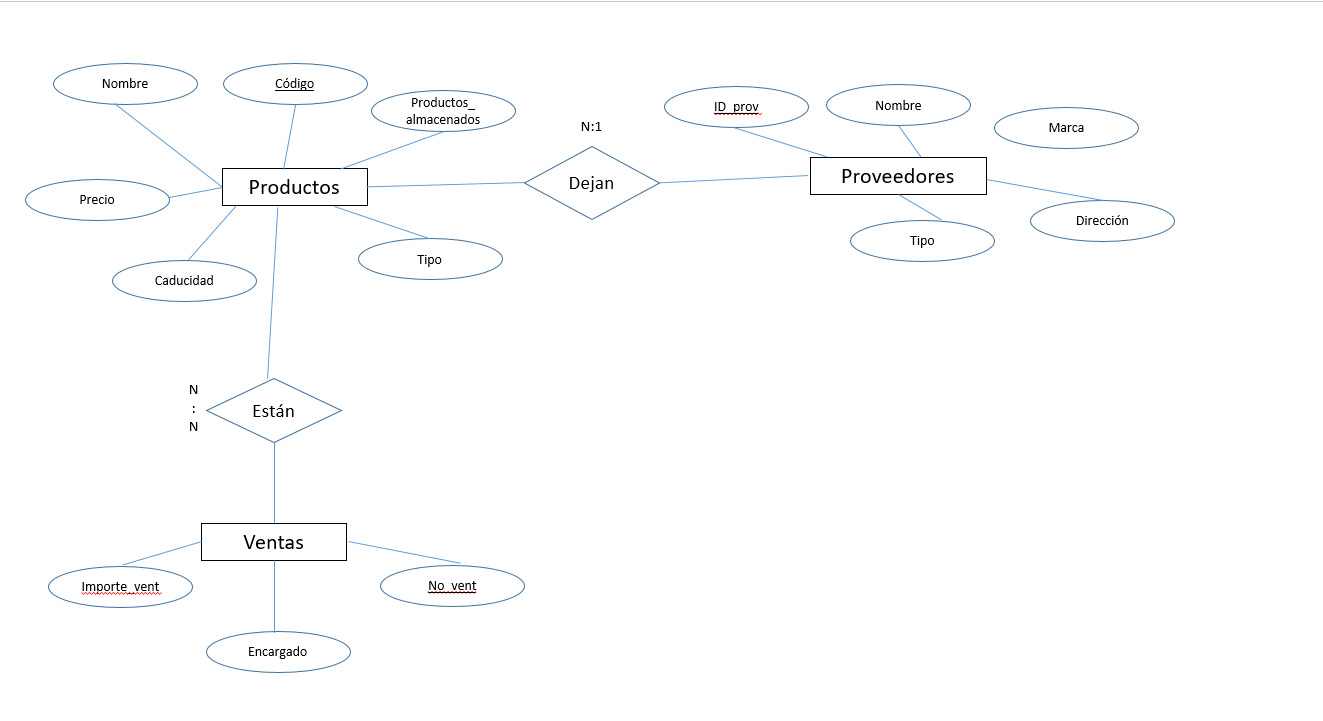 Nombre
Código
Productos_
almacenados
ID_prov
Nombre
Marca
N:1
Productos
Dejan
Proveedores
Precio
Dirección
Tipo
Tipo
Caducidad
N
:
N
Están
Ventas
Importe_vent
No_vent
Encargado